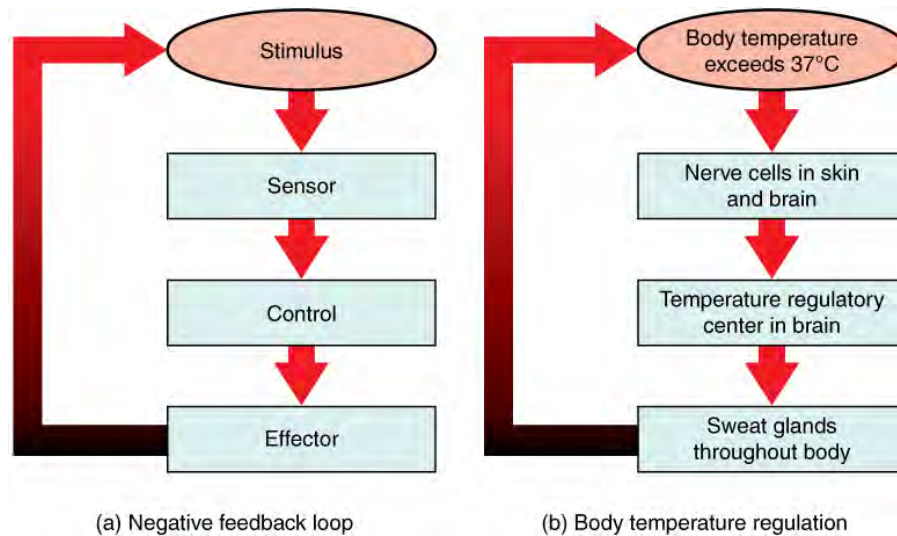 Stimulus
Sensor
Control
Effector
(a) Negative feedback loop
Body temperature
exceeds 37°C
Nerve cells in skin
and brain
Temperature regulatory
center in brain
Sweat glands
throughout body
(b) Body temperature regulation